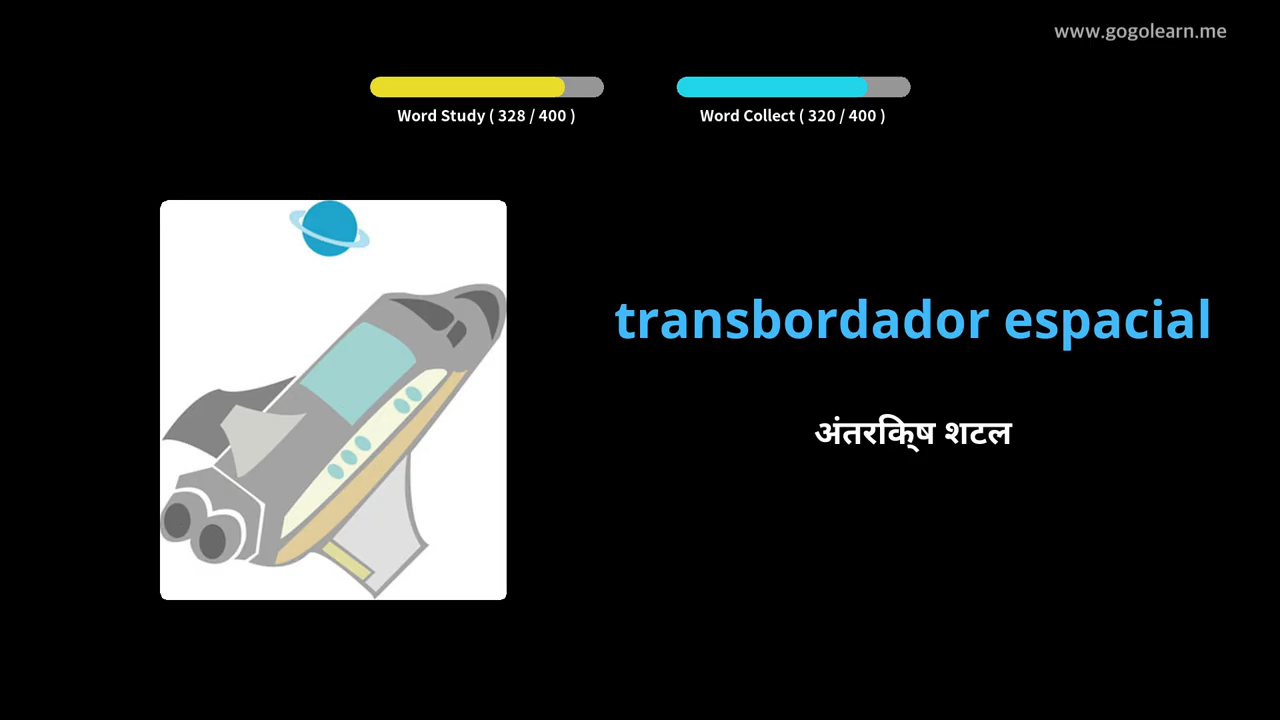 www.gogolearn.me
Word Study ( 328 / 400 )
Word Collect ( 320 / 400 )
transbordador espacial
अंतरक्षि शटल